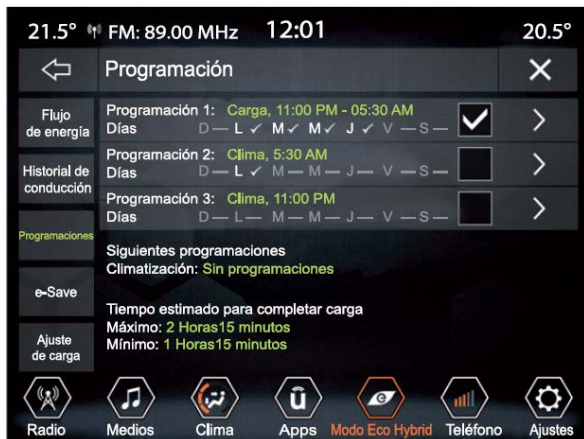 21.5° FM: 89.00 MHz 12:01 20.5°
Programación
Flujo
de energía
Historial de
conducción
Programaciones
e-Save
Ajuste
de carga
Programación 1: Carga, 11:00 PM - 05:30 AM
Días D — L ✓ M ✓ M ✓ J ✓ V — S —
Programación 2: Clima, 5:30 AM
Días D — L ✓ M — M — J — V — S —
Programación 3: Clima, 11:00 PM
Días D — L — M — M — J — V — S —
Siguientes programaciones
Climatización: Sin programaciones
Tiempo estimado para completar carga
Máximo: 2 Horas15 minutos
Mínimo: 1 Horas15 minutos
Radio Medios Clima Apps Modo Eco Hybrid Teléfono Ajustes